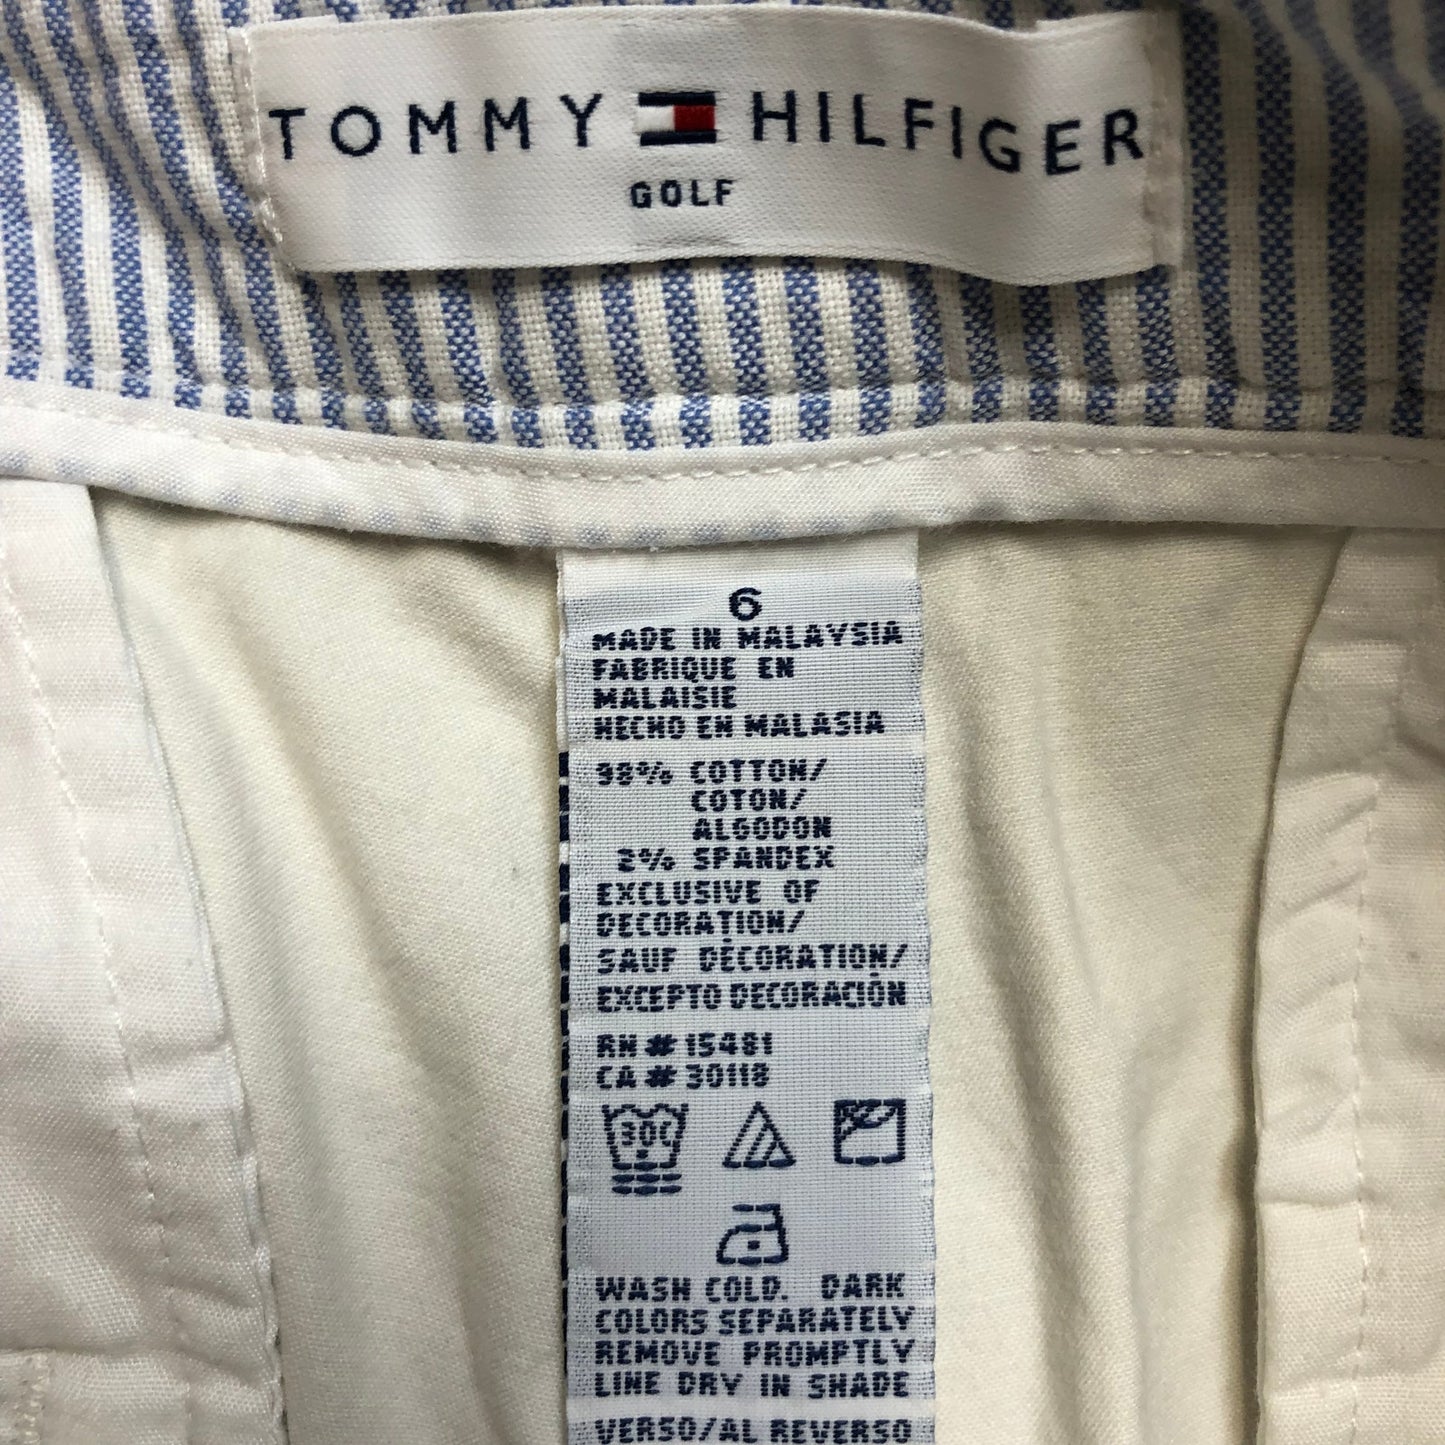 TOMMY HILFIGER
GOLF
6
MADE IN MALAYSIA
FABRIQUE EN
MALAISIE
HECHO EN MALASIA
98% COTTON/
COTON/
ALGODON
2% SPANDEX
EXCLUSIVE OF
DECORATION/
SAUF DÉCORATION/
EXCEPTO DECORACIÓN
RN # 15481
CA # 30118
30C
WASH COLD. DARK
COLORS SEPARATELY
REMOVE PROMPTLY
LINE DRY IN SHADE
VERSO/AL REVERSO